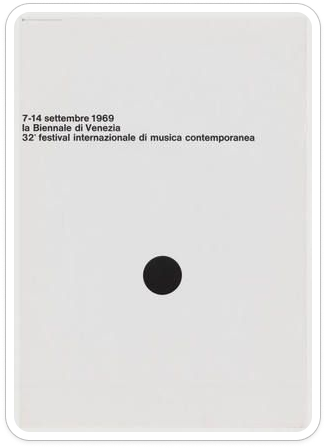 7-14 settembre 1969
la Biennale di Venezia
32° festival internazionale di musica contemporanea